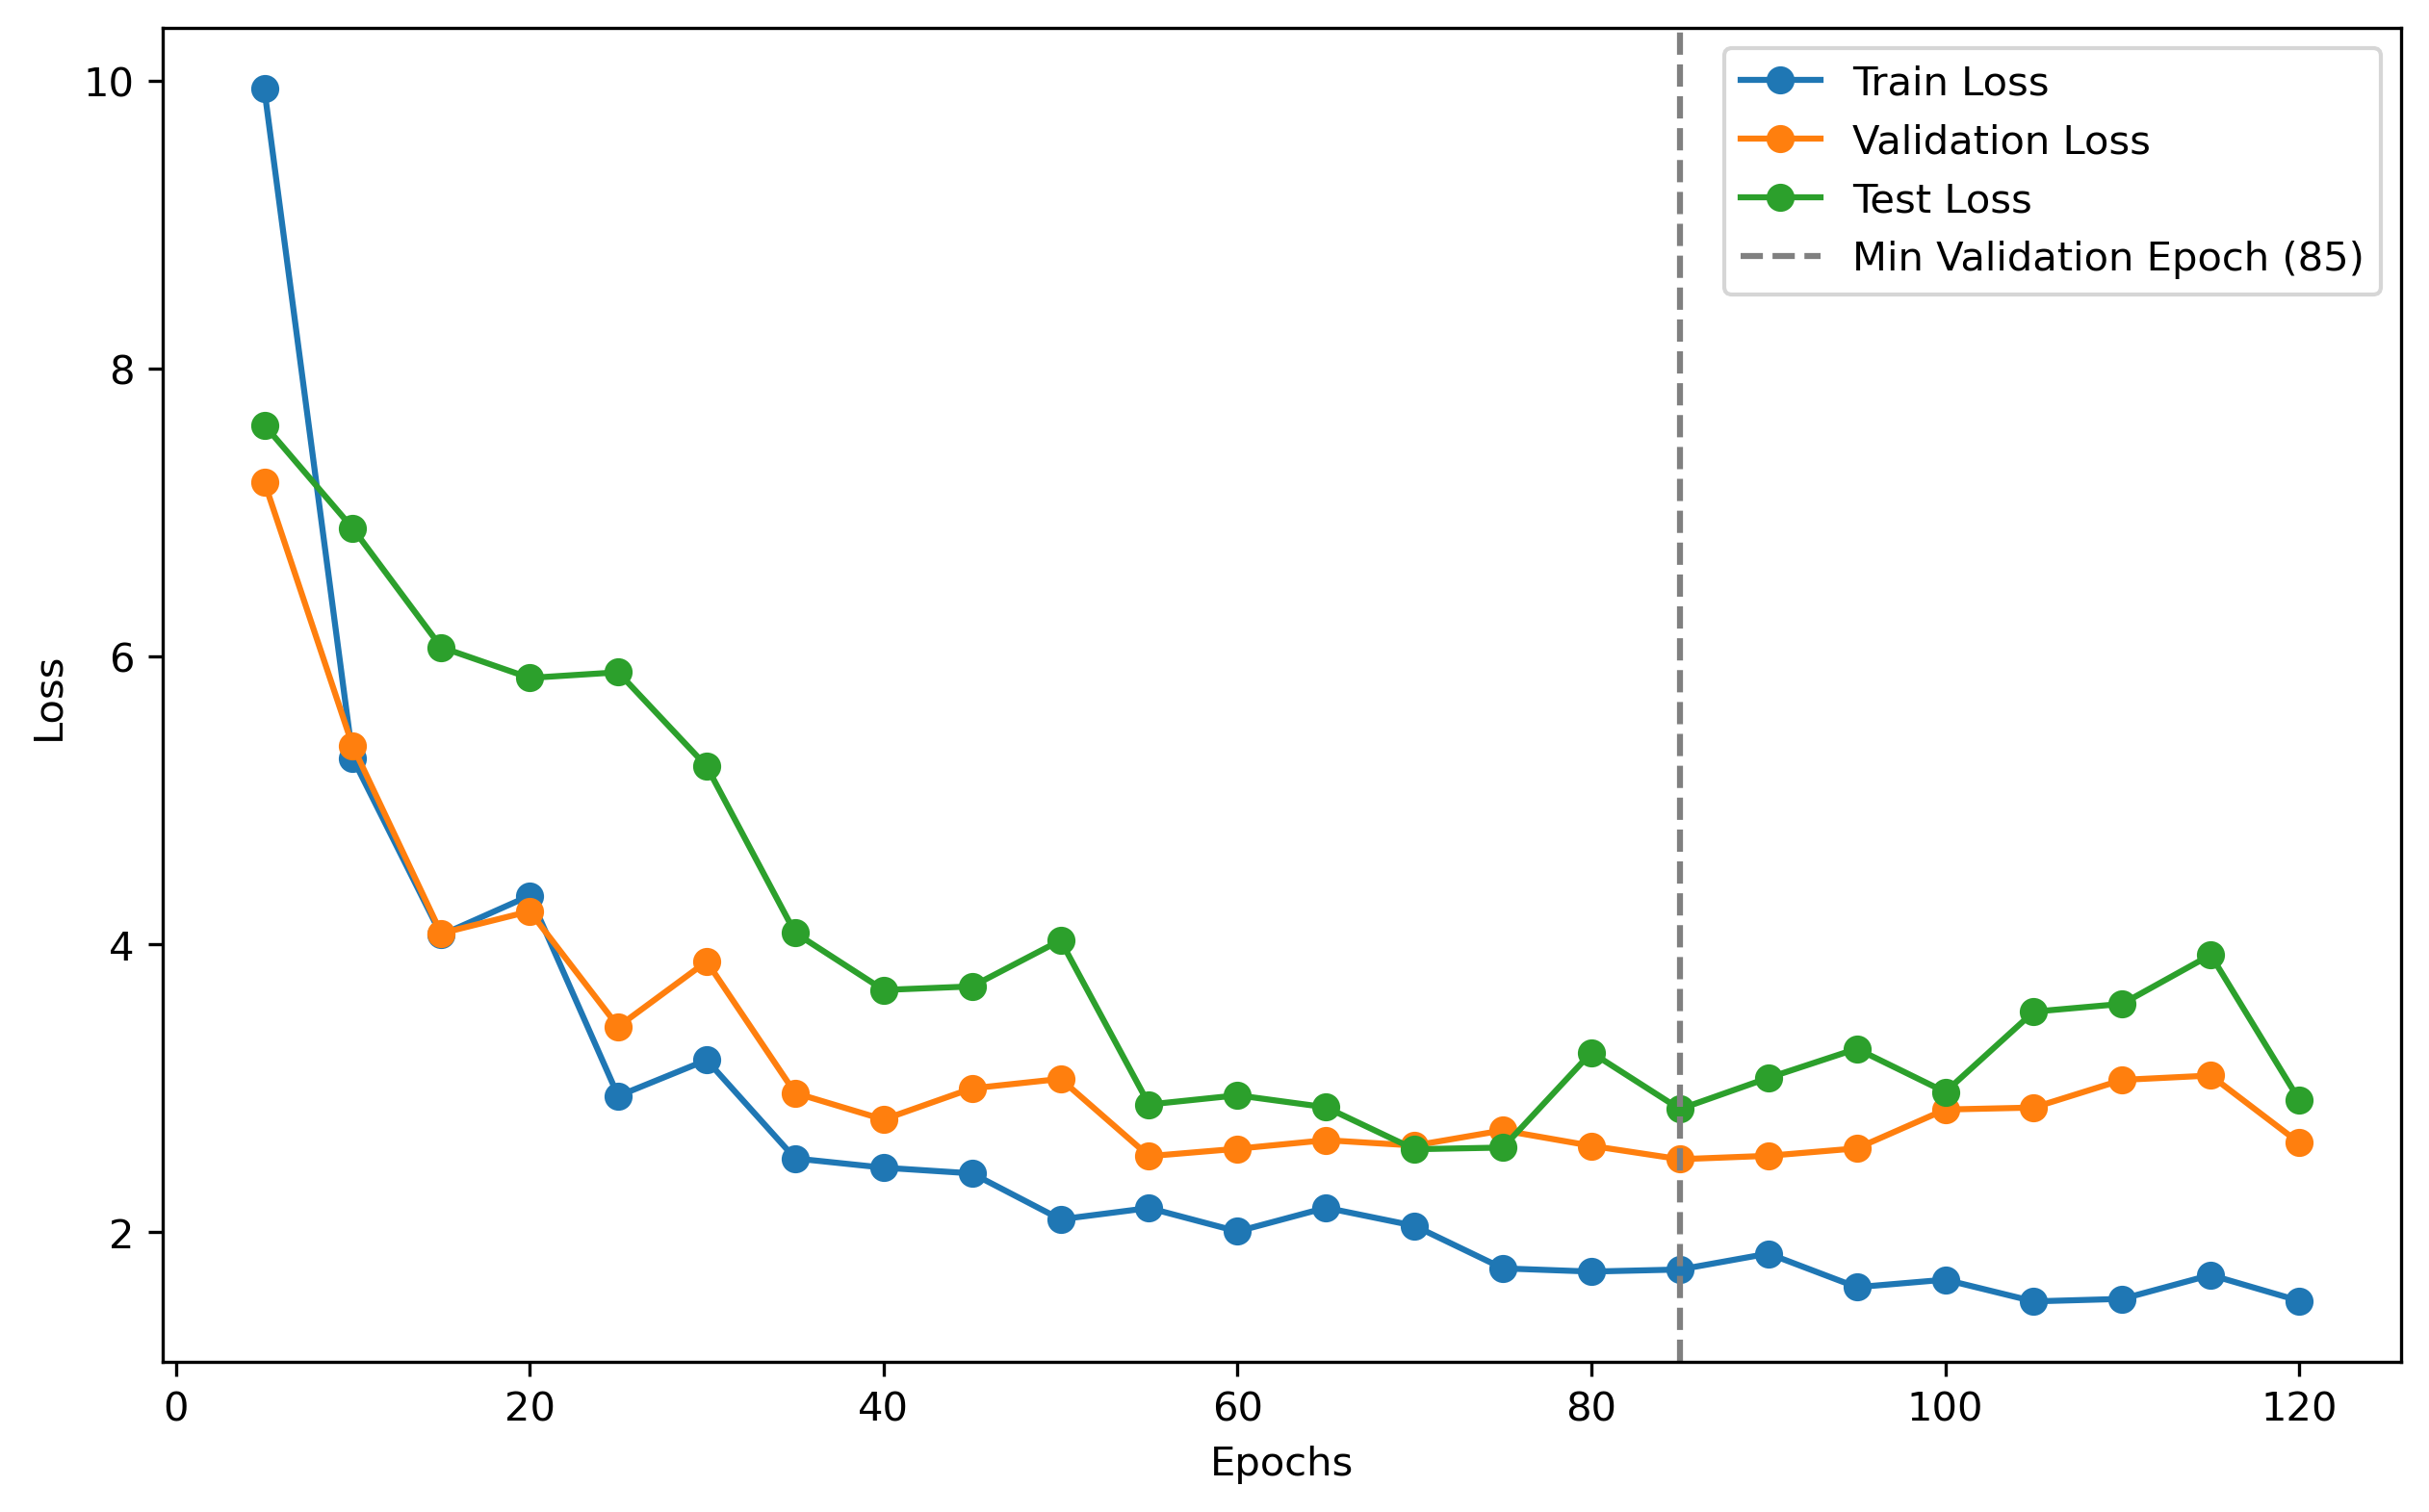 10
8
6
4
2
Loss
Train Loss
Validation Loss
Test Loss
Min Validation Epoch (85)
0 20 40 60 80 100 120
Epochs